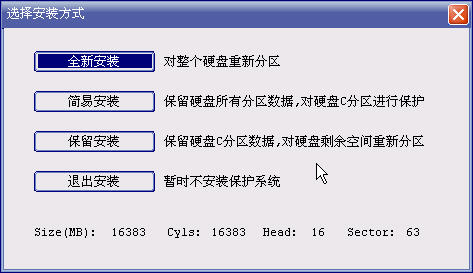 选择安装方式
全新安装 对整个硬盘重新分区
简易安装 保留硬盘所有分区数据,对硬盘C分区进行保护
保留安装 保留硬盘C分区数据,对硬盘剩余空间重新分区
退出安装 暂时不安装保护系统
Size(MB): 16383 Cyls: 16383 Head: 16 Sector: 63